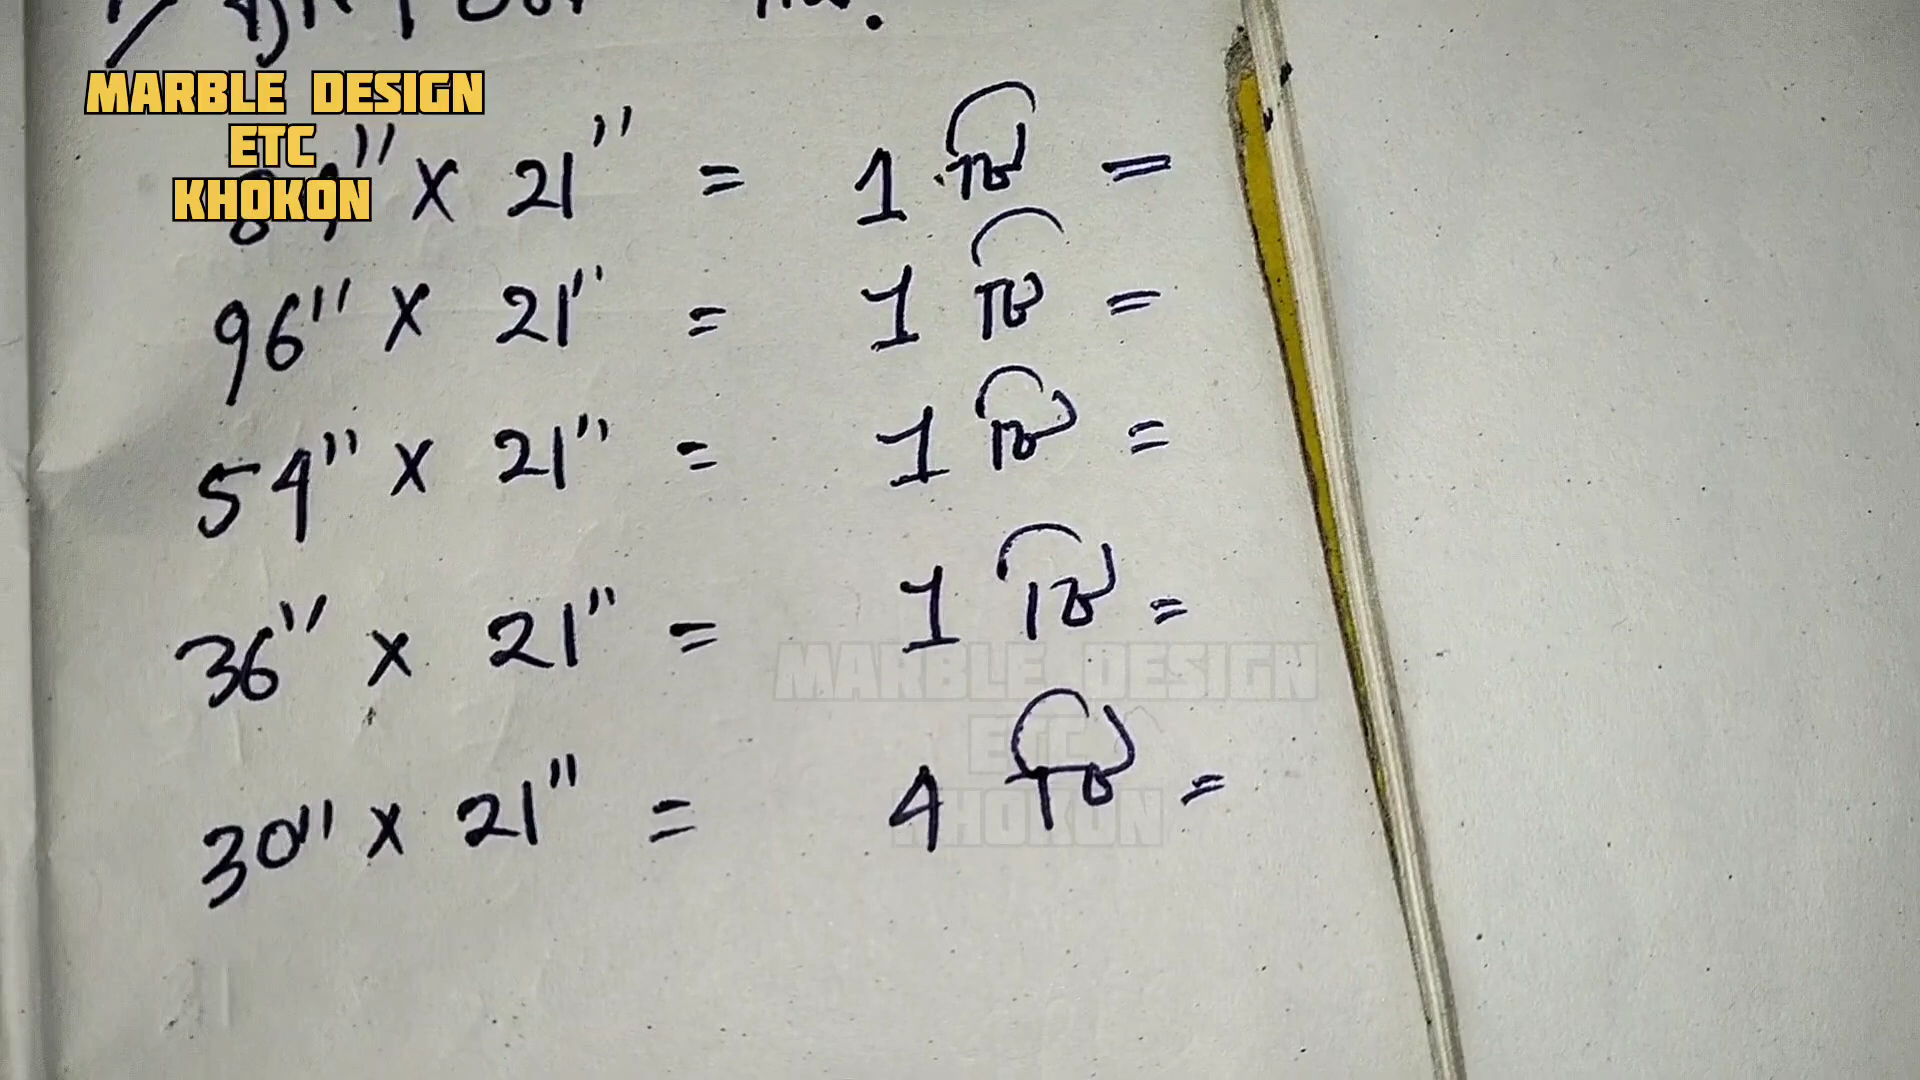 MARBLE DESIGN
ETC
KHOKON
84" X 21" = 1 টি =
96" X 21" = 1 টি =
54" X 21" = 1 টি =
36" X 21" = 1 টি =
30" X 21" = 4 টি =
MARBLE DESIGN
ETC
KHOKON